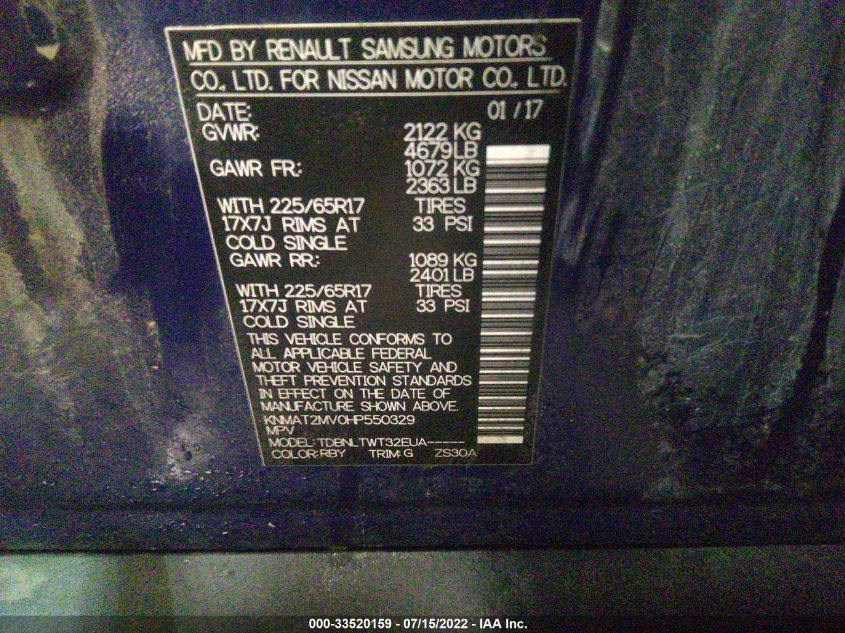 MFD BY RENAULT SAMSUNG MOTORS
CO., LTD. FOR NISSAN MOTOR CO., LTD.
DATE: 01 / 17
GVWR: 2122 KG
4679 LB
GAWR FR: 1072 KG
2363 LB
WITH 225/65R17 TIRES
17X7J RIMS AT 33 PSI
COLD SINGLE
GAWR RR: 1089 KG
2401 LB
WITH 225/65R17 TIRES
17X7J RIMS AT 33 PSI
COLD SINGLE
THIS VEHICLE CONFORMS TO
ALL APPLICABLE FEDERAL
MOTOR VEHICLE SAFETY AND
THEFT PREVENTION STANDARDS
IN EFFECT ON THE DATE OF
MANUFACTURE SHOWN ABOVE.
KNMAT2MV0HP550329
MPV
MODEL: TDBNLTWT32EUA-----
COLOR: RBY TRIM: G ZS30A
000-33520159 - 07/15/2022 - IAA Inc.